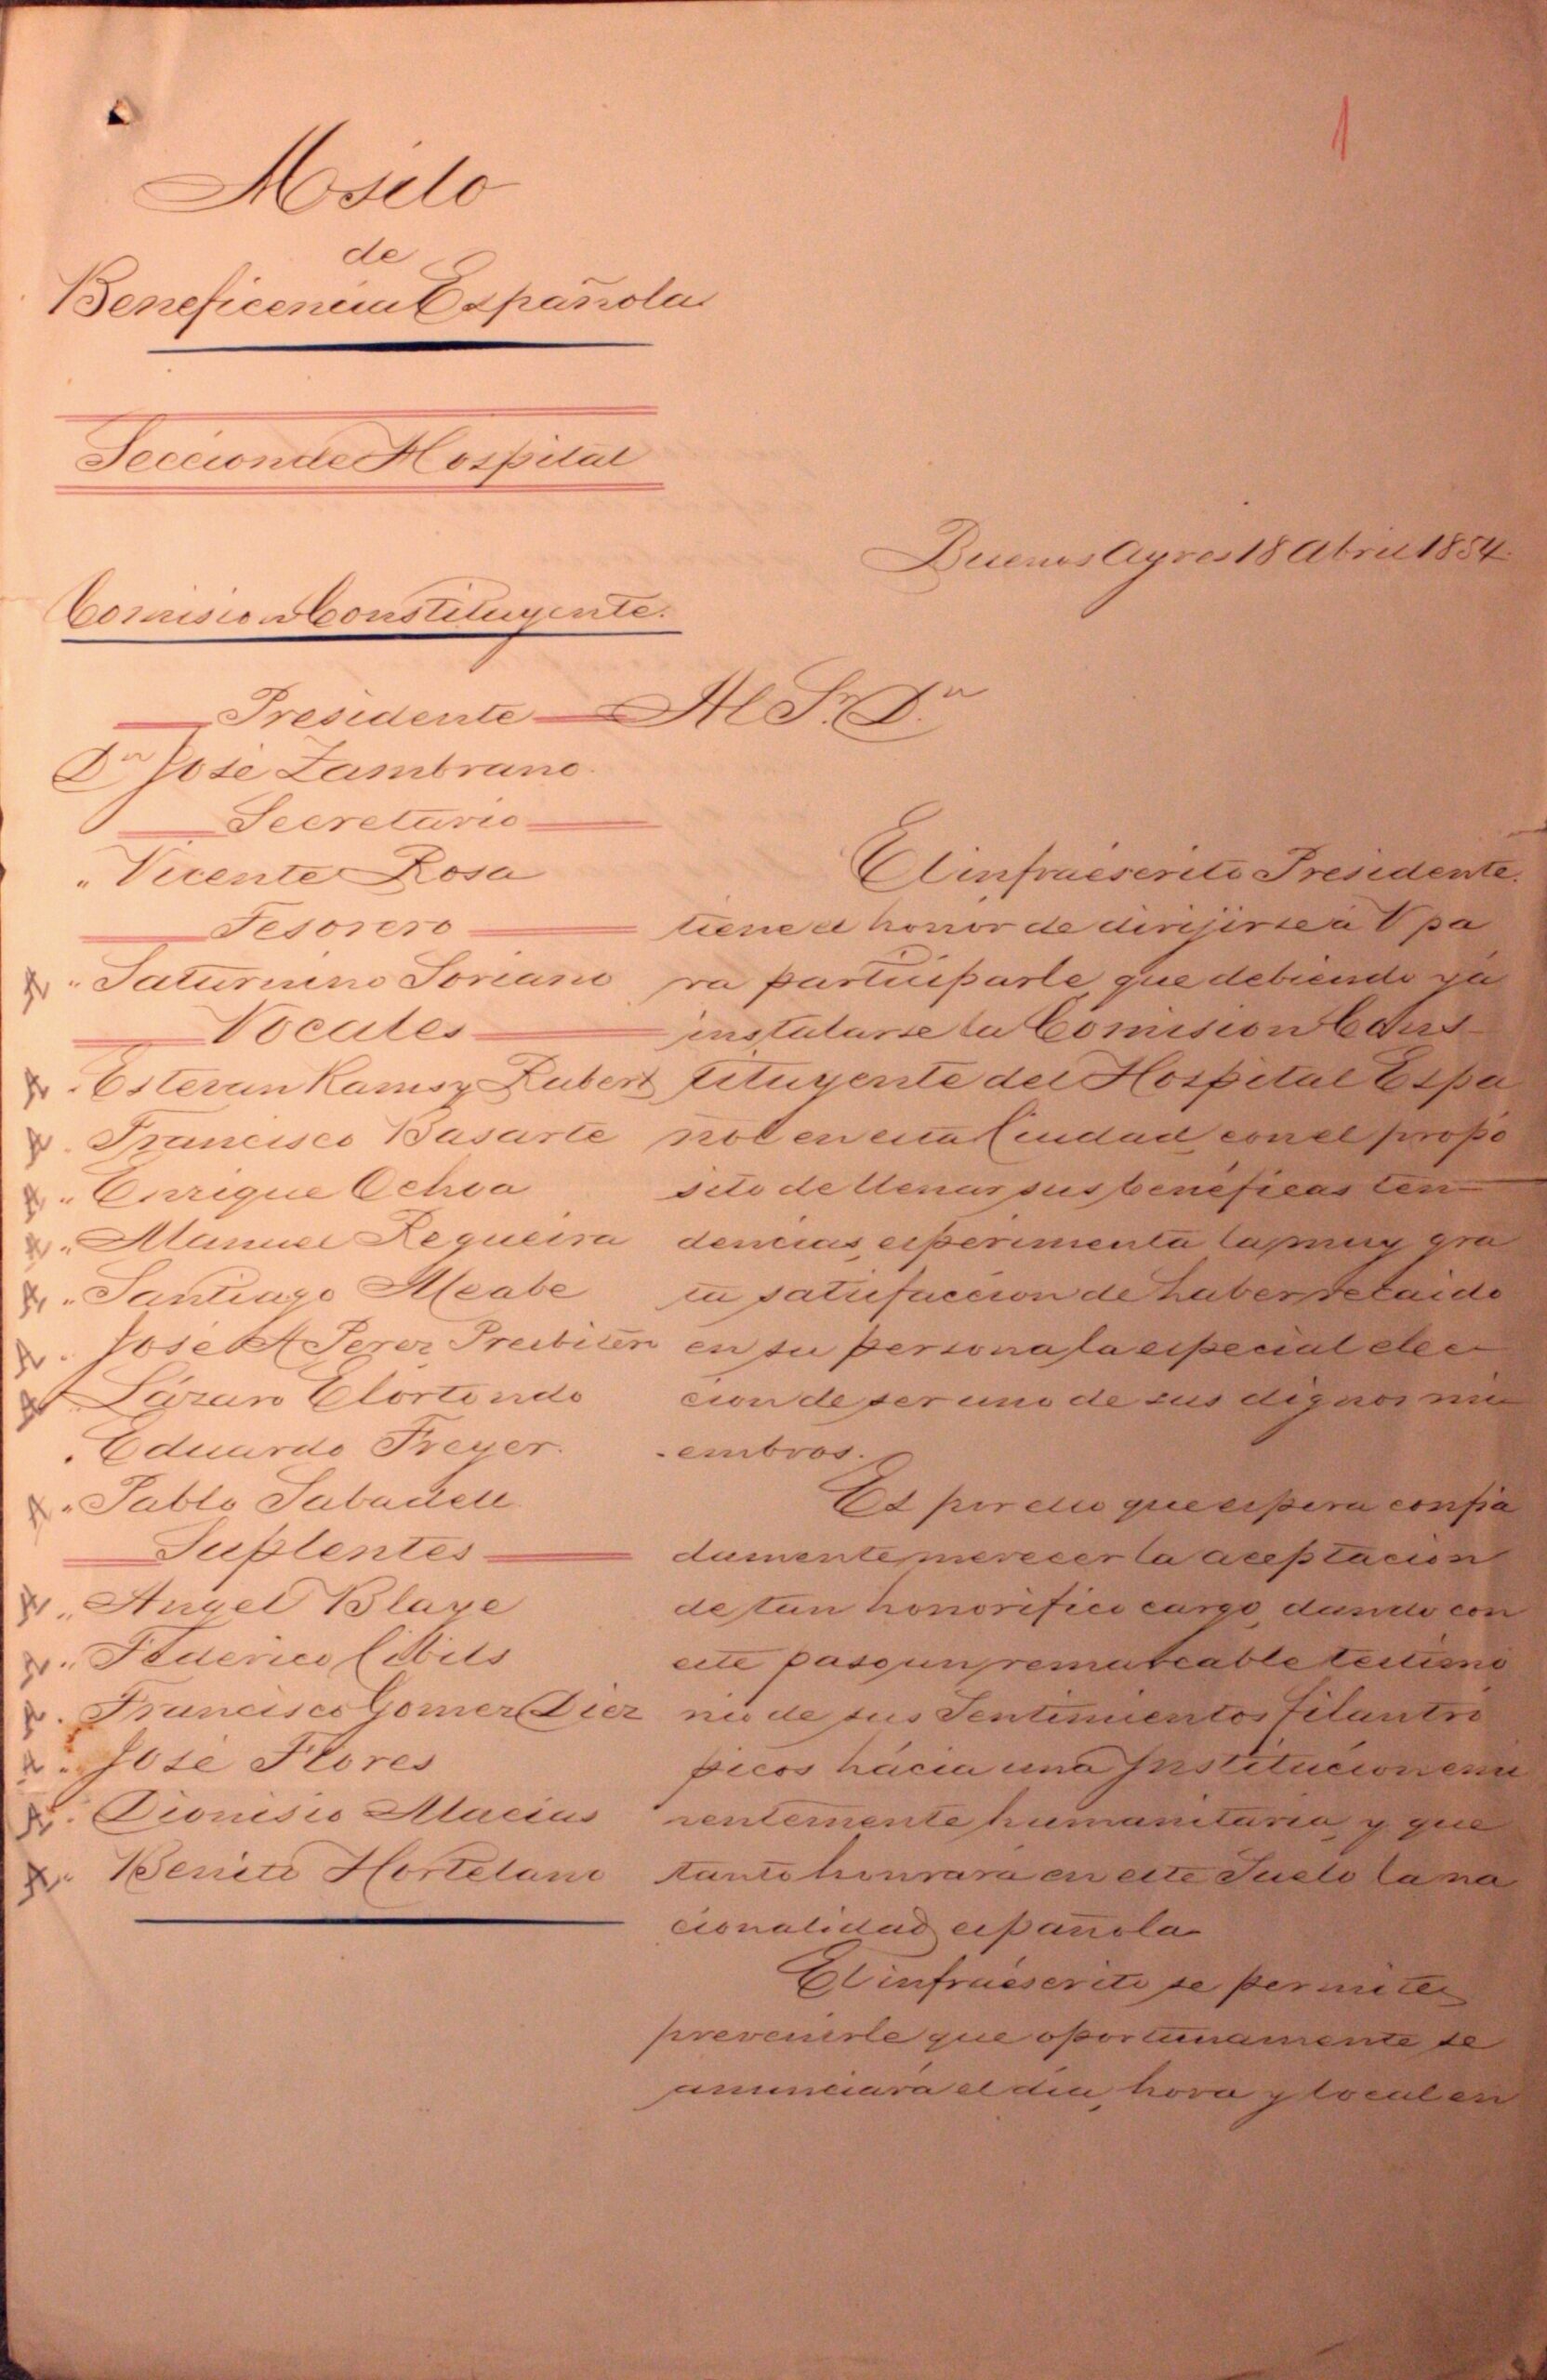 1
Asilo
de
Beneficencia Española
Seccion de Hospital
Buenos Ayres 18 Abril 1854.
Comision Constituyente.
Presidente
Dn José Zambrano.
Secretario
" Vicente Rosa
Tesorero
" Saturnino Soriano
Vocales
" Estevan Rams y Rubert
" Francisco Basarte
" Enrique Ochoa
" Manuel Regueira
" Santiago Meabe
" José A Perez Presbitero
" Lázaro Elortondo
" Eduardo Freyer.
" Pablo Sabadell
Suplentes
" Angel Blaye
" Federico Cibils
" Francisco Gomez Diez
" José Flores
" Dionisio Macias
" Benito Hortelano
Al Sr. Dn
El infraéscrito Presidente.
tiene el honor de dirijirse á V pa
ra participarle, que debiendo yá
instalarse la Comision Cons-
tituyente del Hospital Espa
ñol en esta Ciudad, con el propó
sito de llenar sus benéficas ten-
dencias, esperimenta la muy gra
ta satisfaccion de haber recaido
en su persona la especial elec-
cion de ser uno de sus dignos mi-
-embros.
Es por ello que espera confia
damente merecer la aceptacion
de tan honorifico cargo, dando con
este paso un remarcable testimo
nio de sus Sentimientos filantro
picos hácia una Institucion emi
nentemente humanitaria, y que
tanto honrará en este Suelo la na
cionalidad española
El infraéscrito se permite
prevenirle que oportunamente se
anunciará el dia, hora y local en